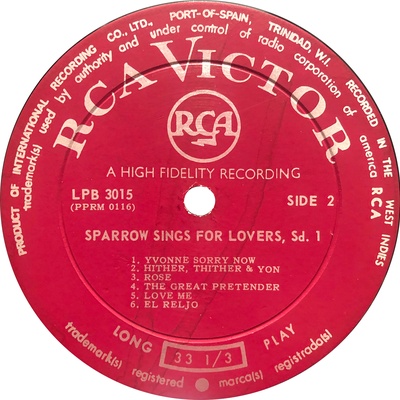 PRODUCT OF INTERNATIONAL RECORDING CO., LTD., PORT-OF-SPAIN, TRINIDAD, W.I. RECORDED IN THE WEST INDIES
trademark(s) used by authority and under control of radio corporation of america RCA
RCA VICTOR
RCA
A HIGH FIDELITY RECORDING
LPB 3015 SIDE 2
(PPRM 0116)
SPARROW SINGS FOR LOVERS, Sd. 1
1. YVONNE SORRY NOW
2. HITHER, THITHER & YON
3. ROSE
4. THE GREAT PRETENDER
5. LOVE ME
6. EL RELJO
LONG 33 1/3 PLAY
trademark(s) registered marca(s) registrada(s)